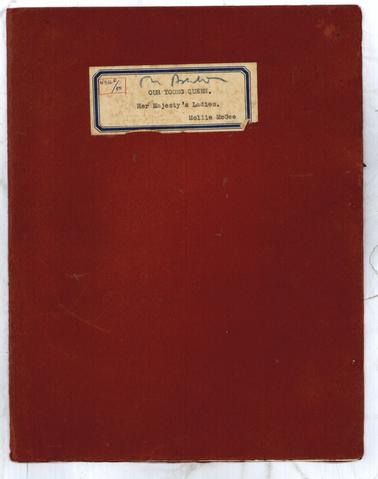 OUR YOUNG QUEEN.
Her Majesty's Ladies.
Mollie McGee